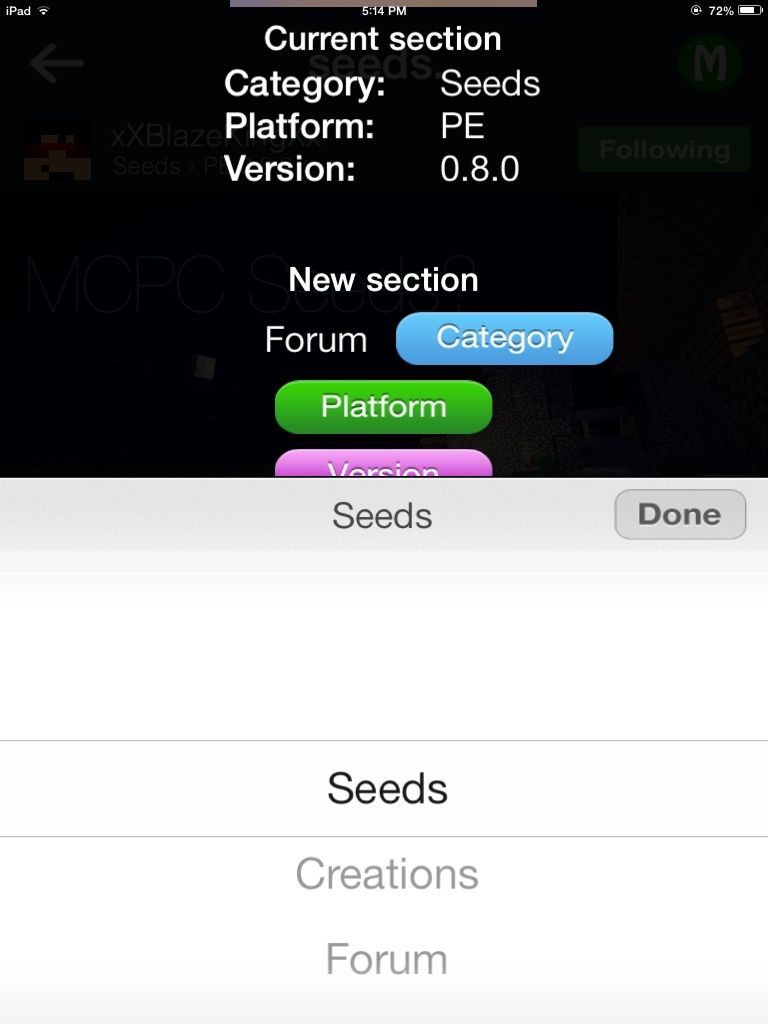 iPad 5:14 PM 72%
Current section
seeds.
Category: Seeds
M
Platform: PE
xXBlazeKingXx
Following
Seeds › PE
Version: 0.8.0
MCPC Seeds?
New section
Forum Category
Platform
Version
Seeds Done
Seeds
Creations
Forum